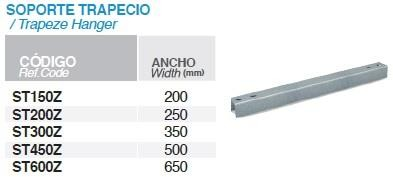 SOPORTE TRAPECIO
/ Trapeze Hanger
CÓDIGO ANCHO
Ref.Code Width (mm)
ST150Z 200
ST200Z 250
ST300Z 350
ST450Z 500
ST600Z 650